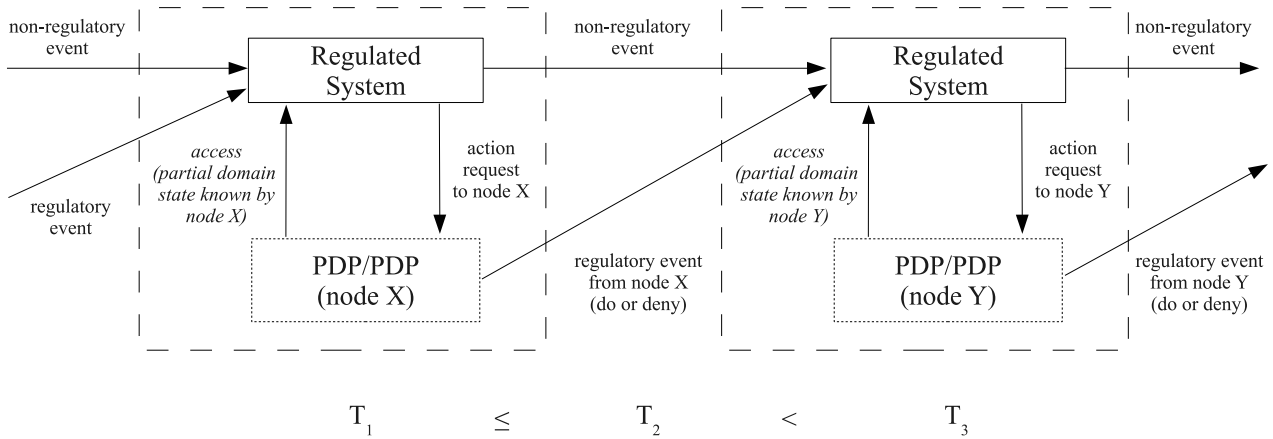 non-regulatory
event
regulatory
event
Regulated
System
access
(partial domain
state known by
node X)
action
request
to node X
PDP/PDP
(node X)
non-regulatory
event
regulatory event
from node X
(do or deny)
Regulated
System
access
(partial domain
state known by
node Y)
action
request
to node Y
PDP/PDP
(node Y)
non-regulatory
event
regulatory event
from node Y
(do or deny)
T₁ ≤ T₂ < T₃